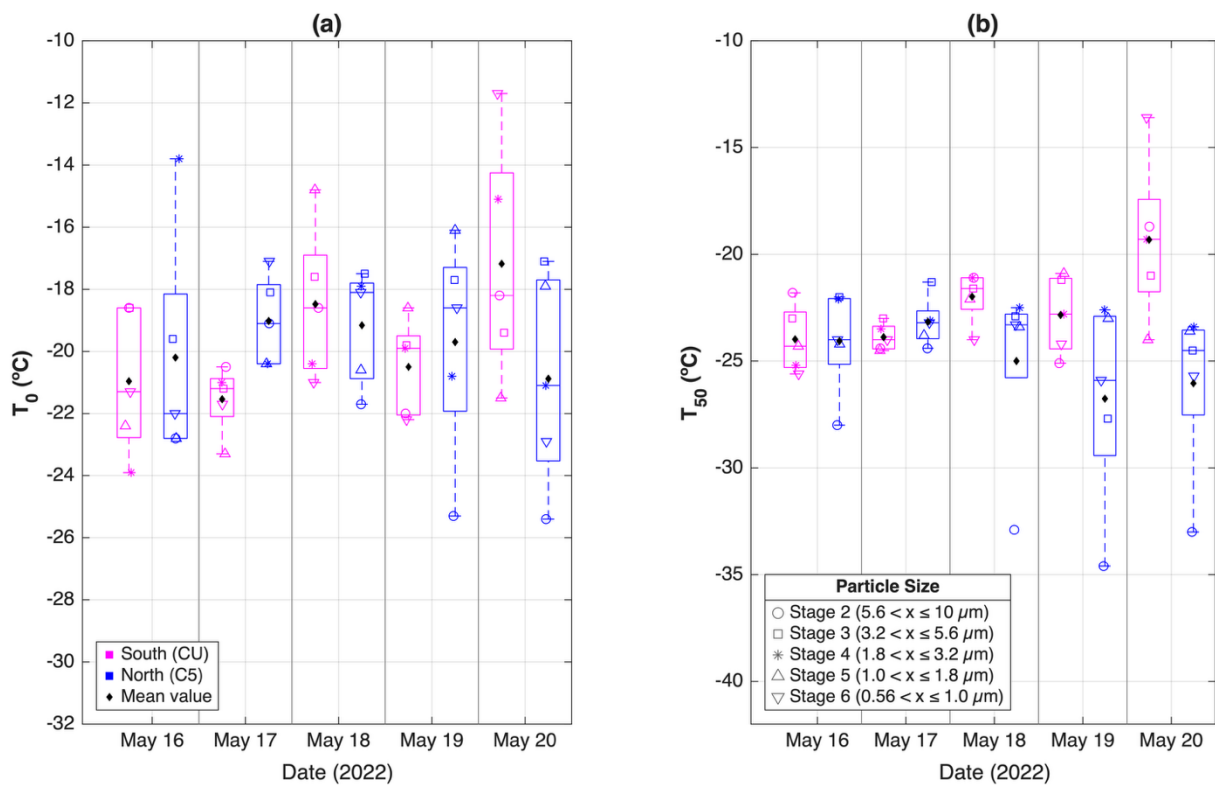 (a)
T0 (°C)
-10
-12
-14
-16
-18
-20
-22
-24
-26
-28
-30
-32
South (CU)
North (C5)
Mean value
May 16 May 17 May 18 May 19 May 20
Date (2022)
(b)
T50 (°C)
-10
-15
-20
-25
-30
-35
-40
Particle Size
Stage 2 (5.6 < x ≤ 10 µm)
Stage 3 (3.2 < x ≤ 5.6 µm)
Stage 4 (1.8 < x ≤ 3.2 µm)
Stage 5 (1.0 < x ≤ 1.8 µm)
Stage 6 (0.56 < x ≤ 1.0 µm)
May 16 May 17 May 18 May 19 May 20
Date (2022)